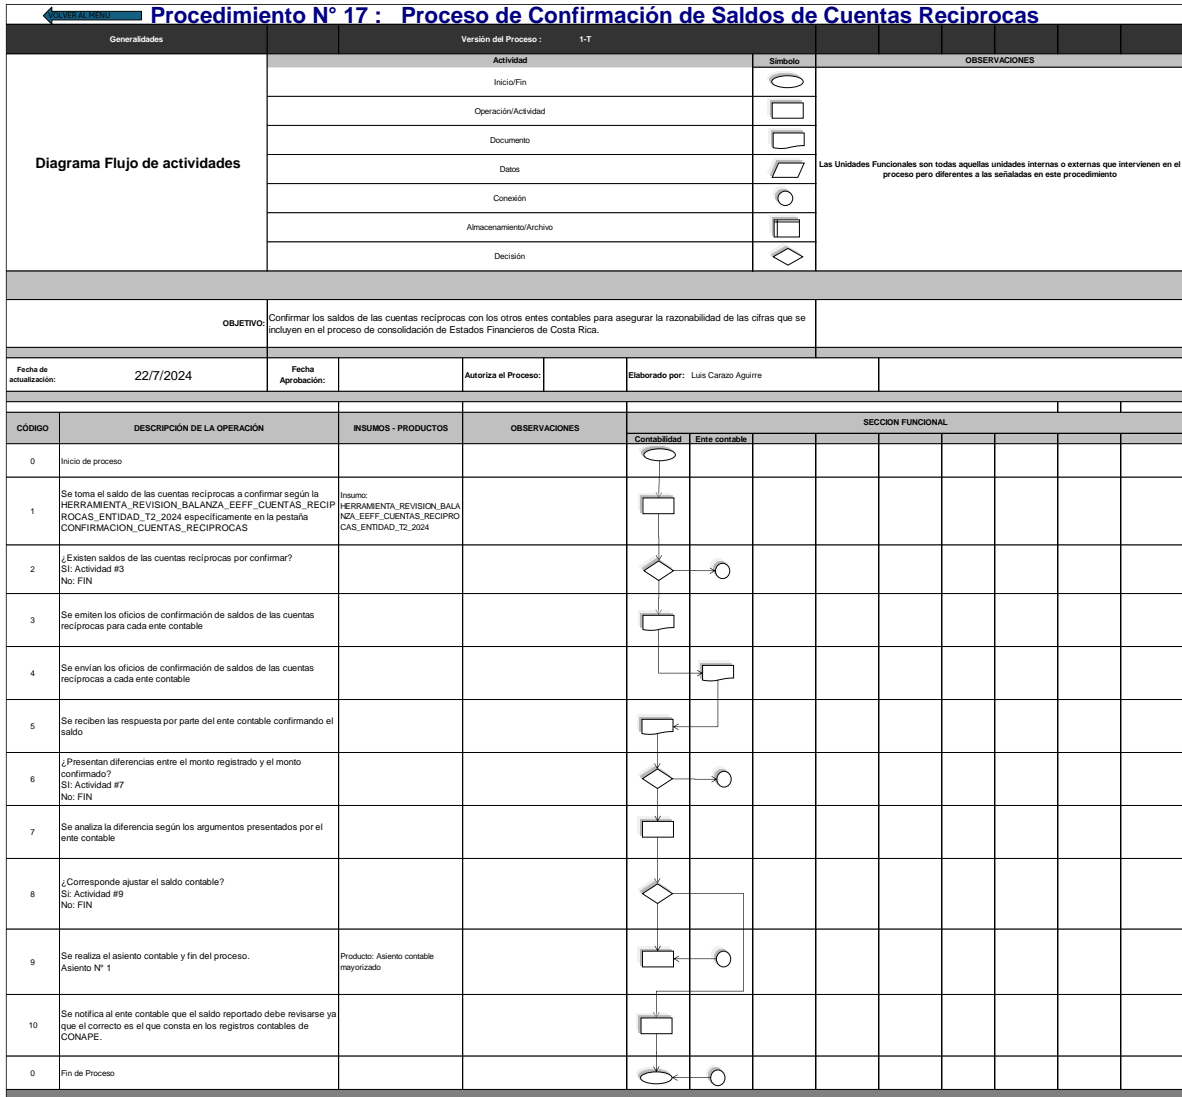 VOLVER AL MENU
Procedimiento N° 17 : Proceso de Confirmación de Saldos de Cuentas Reciprocas
Generalidades
Versión del Proceso : 1-T
Actividad
Símbolo
OBSERVACIONES
Diagrama Flujo de actividades
Inicio/Fin
Operación/Actividad
Documento
Datos
Conexión
Almacenamiento/Archivo
Decisión
Las Unidades Funcionales son todas aquellas unidades internas o externas que intervienen en el
proceso pero diferentes a las señaladas en este procedimiento
OBJETIVO:
Confirmar los saldos de las cuentas recíprocas con los otros entes contables para asegurar la razonabilidad de las cifras que se
incluyen en el proceso de consolidación de Estados Financieros de Costa Rica.
Fecha de
actualización:
22/7/2024
Fecha
Aprobación:
Autoriza el Proceso:
Elaborado por: Luis Carazo Aguirre
CÓDIGO
DESCRIPCIÓN DE LA OPERACIÓN
INSUMOS - PRODUCTOS
OBSERVACIONES
SECCION FUNCIONAL
Contabilidad
Ente contable
0
Inicio de proceso
1
Se toma el saldo de las cuentas recíprocas a confirmar según la
HERRAMIENTA_REVISION_BALANZA_EEFF_CUENTAS_RECIP
ROCAS_ENTIDAD_T2_2024 específicamente en la pestaña
CONFIRMACION_CUENTAS_RECIPROCAS
Insumo:
HERRAMIENTA_REVISION_BALA
NZA_EEFF_CUENTAS_RECIPRO
CAS_ENTIDAD_T2_2024
2
¿Existen saldos de las cuentas recíprocas por confirmar?
SI: Actividad #3
No: FIN
3
Se emiten los oficios de confirmación de saldos de las cuentas
recíprocas para cada ente contable
4
Se envían los oficios de confirmación de saldos de las cuentas
recíprocas a cada ente contable
5
Se reciben las respuesta por parte del ente contable confirmando el
saldo
6
¿Presentan diferencias entre el monto registrado y el monto
confirmado?
SI: Actividad #7
No: FIN
7
Se analiza la diferencia según los argumentos presentados por el
ente contable
8
¿Corresponde ajustar el saldo contable?
Si: Actividad #9
No: FIN
9
Se realiza el asiento contable y fin del proceso.
Asiento N° 1
Producto: Asiento contable
mayorizado
10
Se notifica al ente contable que el saldo reportado debe revisarse ya
que el correcto es el que consta en los registros contables de
CONAPE.
0
Fin de Proceso